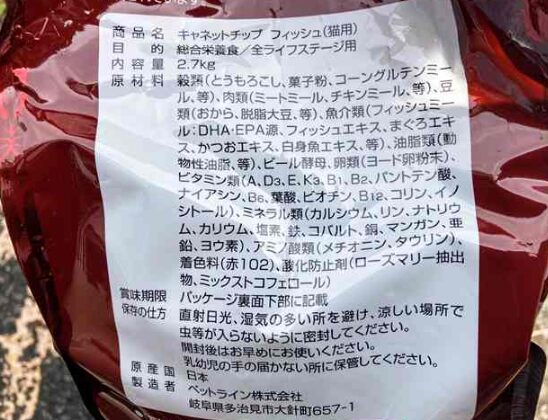 商品名 キャネットチップ フィッシュ(猫用)
目的 総合栄養食/全ライフステージ用
内容量 2.7kg
原材料 穀類(とうもろこし、菓子粉、コーングルテンミー
ル、等)、肉類(ミートミール、チキンミール、等)、豆
類(おから、脱脂大豆、等)、魚介類(フィッシュミー
ル:DHA・EPA源、フィッシュエキス、まぐろエキ
ス、かつおエキス、白身魚エキス、等)、油脂類(動
物性油脂、等)、ビール酵母、卵類(ヨード卵粉末)、
ビタミン類(A、D3、E、K3、B1、B2、パントテン酸、
ナイアシン、B6、葉酸、ビオチン、B12、コリン、イノ
シトール)、ミネラル類(カルシウム、リン、ナトリウ
ム、カリウム、塩素、鉄、コバルト、銅、マンガン、亜
鉛、ヨウ素)、アミノ酸類(メチオニン、タウリン)、
着色料(赤102)、酸化防止剤(ローズマリー抽出
物、ミックストコフェロール)
賞味期限 パッケージ裏面下部に記載
保存の仕方 直射日光、湿気の多い所を避け、涼しい場所で
虫等が入らないように密封してください。
開封後はお早めにお使いください。
乳幼児の手の届かない所に保管してください。
原産国 日本
製造者 ペットライン株式会社
岐阜県多治見市大針町657-1